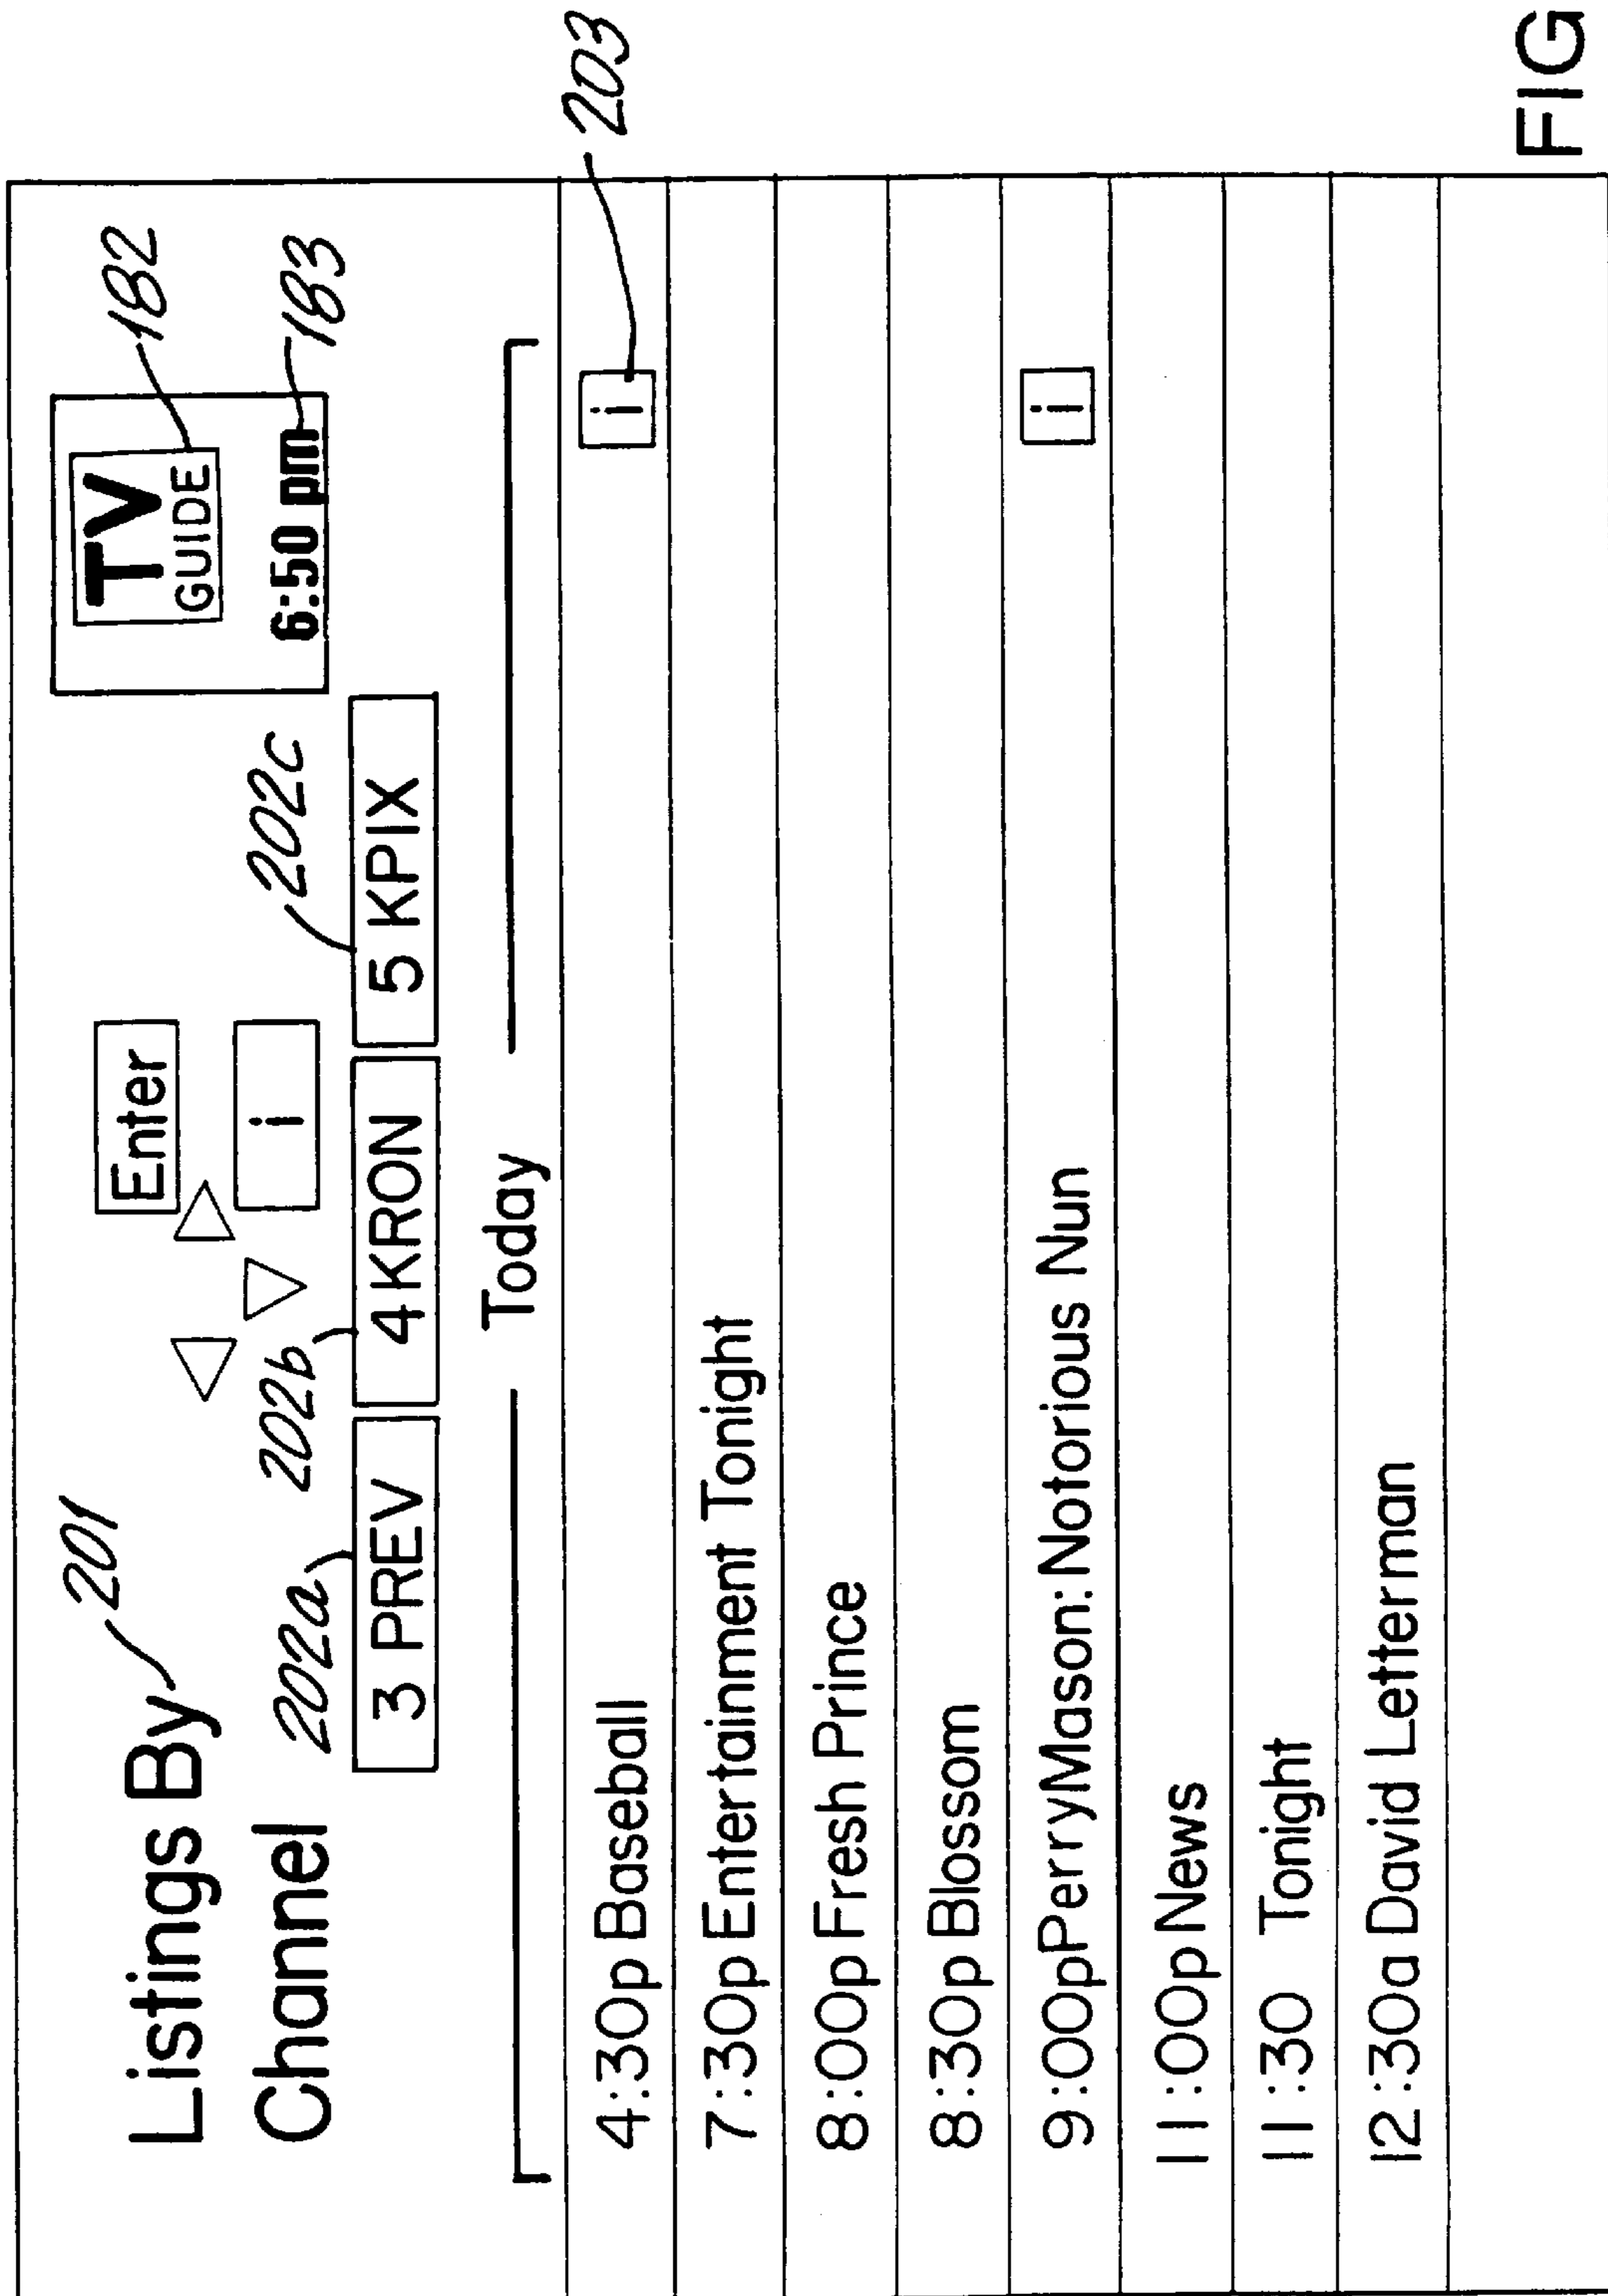 Listings By
Channel
201
Enter
i
TV
GUIDE
182
6:50 pm
183
202a
202b
202c
3 PREV
4 KRON
5 KPIX
Today
4:30p Baseball
i
203
7:30p Entertainment Tonight
8:00p Fresh Prince
8:30p Blossom
9:00p Perry Mason: Notorious Nun
i
11:00p News
11:30 Tonight
12:30a David Letterman
FIG